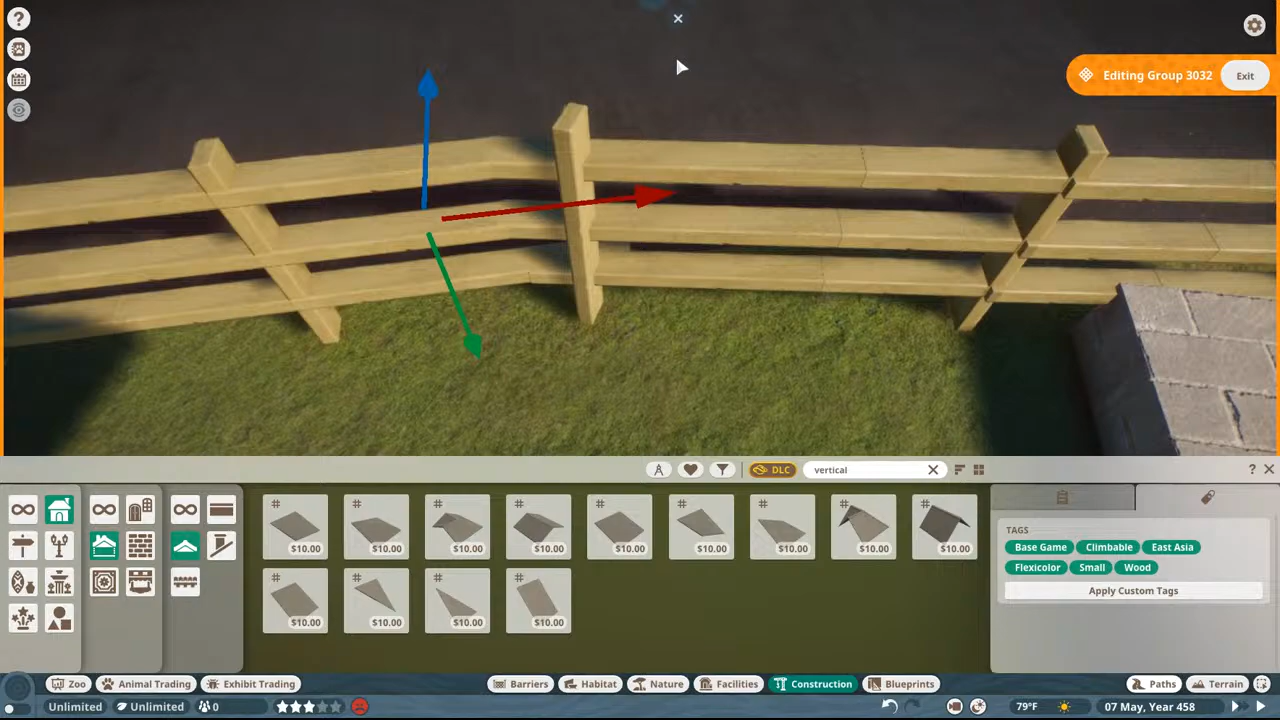 Editing Group 3032 Exit
DLC vertical
$10.00 $10.00 $10.00 $10.00 $10.00 $10.00 $10.00 $10.00 $10.00
$10.00 $10.00 $10.00 $10.00
TAGS
Base Game Climbable East Asia
Flexicolor Small Wood
Apply Custom Tags
Zoo Animal Trading Exhibit Trading Barriers Habitat Nature Facilities Construction Blueprints Paths Terrain
Unlimited Unlimited 0 79°F 07 May, Year 458